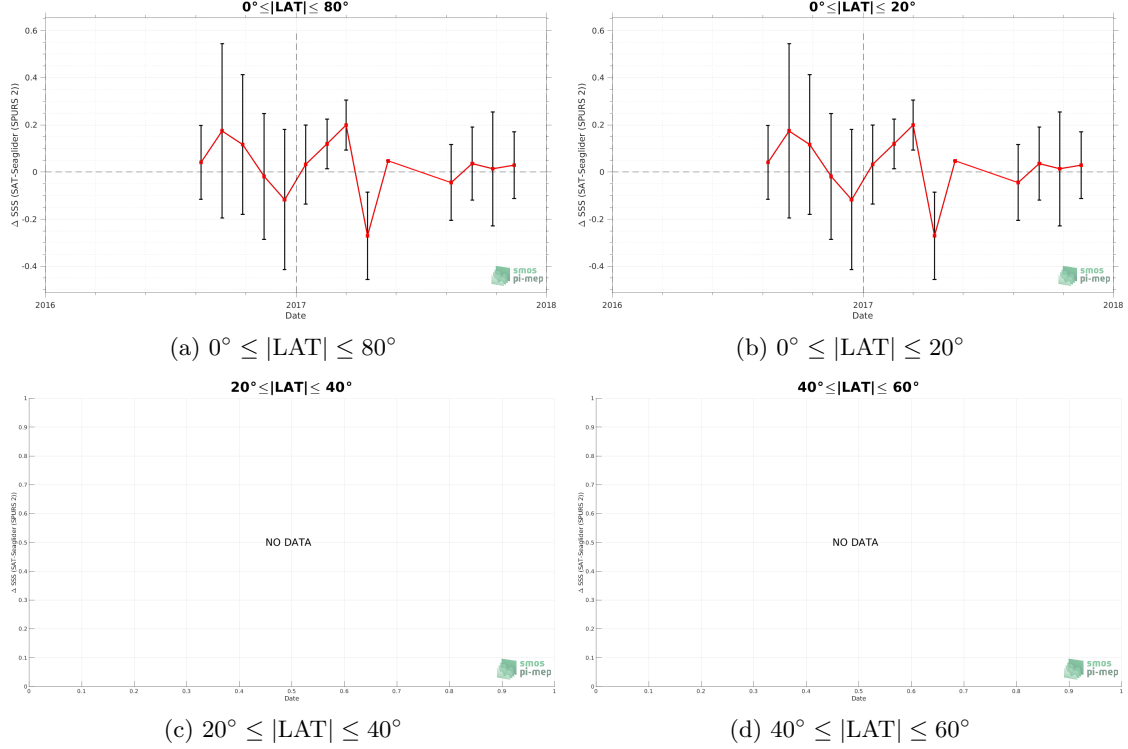 0°≤|LAT|≤ 80°
Δ SSS (SAT-Seaglider (SPURS 2))
0.6
0.4
0.2
0
-0.2
-0.4
2016
2017
2018
Date
smos
pi-mep
(a) 0° ≤ |LAT| ≤ 80°
0°≤|LAT|≤ 20°
Δ SSS (SAT-Seaglider (SPURS 2))
0.6
0.4
0.2
0
-0.2
-0.4
2016
2017
2018
Date
smos
pi-mep
(b) 0° ≤ |LAT| ≤ 20°
20°≤|LAT|≤ 40°
Δ SSS (SAT-Seaglider (SPURS 2))
1
0.9
0.8
0.7
0.6
0.5
0.4
0.3
0.2
0.1
0
NO DATA
0 0.1 0.2 0.3 0.4 0.5 0.6 0.7 0.8 0.9 1
Date
smos
pi-mep
(c) 20° ≤ |LAT| ≤ 40°
40°≤|LAT|≤ 60°
Δ SSS (SAT-Seaglider (SPURS 2))
1
0.9
0.8
0.7
0.6
0.5
0.4
0.3
0.2
0.1
0
NO DATA
0 0.1 0.2 0.3 0.4 0.5 0.6 0.7 0.8 0.9 1
Date
smos
pi-mep
(d) 40° ≤ |LAT| ≤ 60°